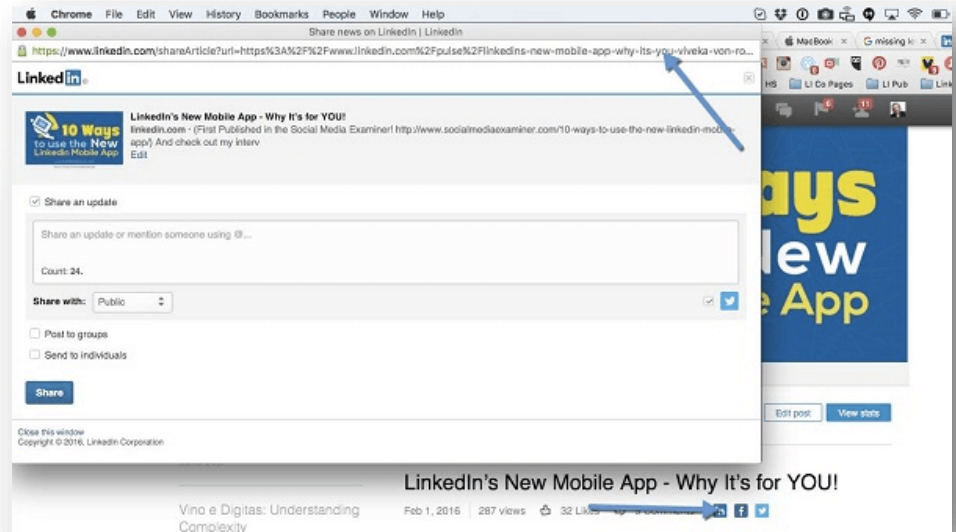 Chrome File Edit View History Bookmarks People Window Help
Share news on LinkedIn | LinkedIn
https://www.linkedin.com/shareArticle?url=https%3A%2F%2Fwww.linkedin.com%2Fpulse%2Flinkedins-new-mobile-app-why-its-you-viveka-von-ro...
MacBook
G missing
Linked in
HS LI Co Pages LI Pub Link
10 Ways
to use the New
Linkedin Mobile App
LinkedIn's New Mobile App - Why It's for YOU!
linkedin.com - (First Published in the Social Media Examiner! http://www.socialmediaexaminer.com/10-ways-to-use-the-new-linkedin-mobile-
app/) And check out my interv
Edit
Share an update
Share an update or mention someone using @...
Count: 24.
Share with: Public
Post to groups
Send to individuals
Share
Close this window
Copyright © 2016, LinkedIn Corporation
ays
ew
App
Edit post View stats
LinkedIn's New Mobile App - Why It's for YOU!
Feb 1, 2016 287 views 32 Likes Comments
Vino e Digitas: Understanding
Complexity